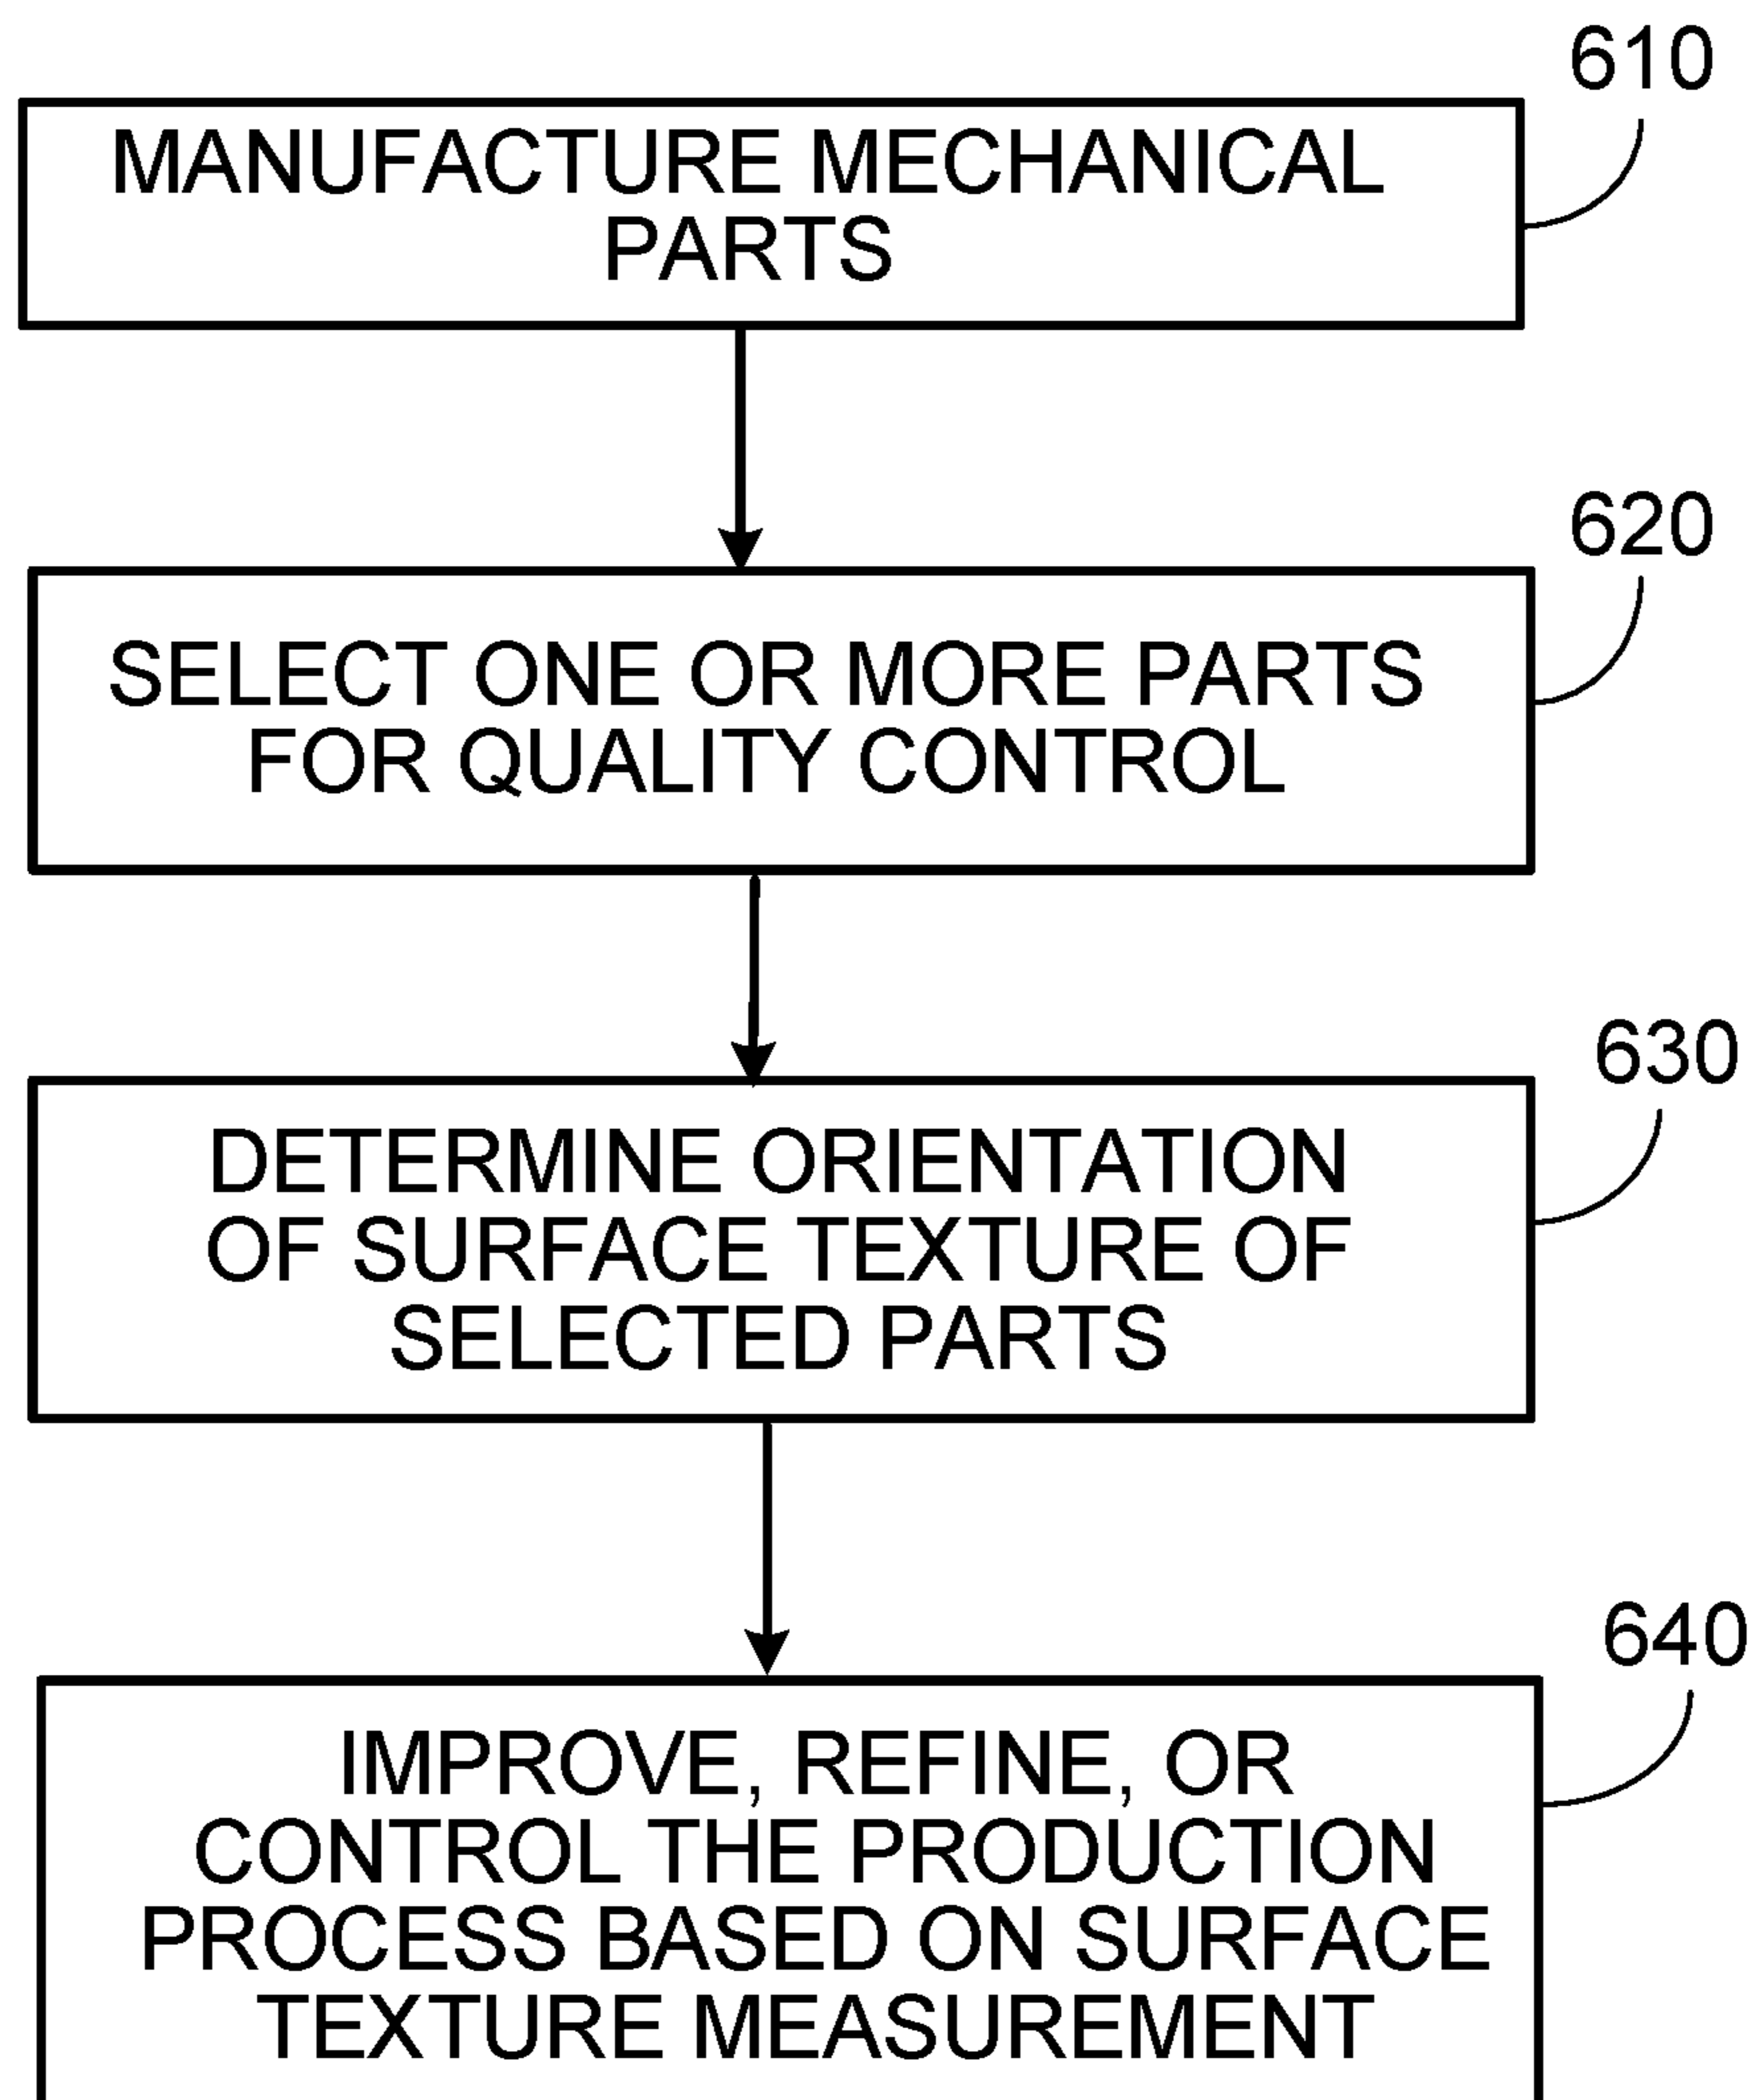 610
MANUFACTURE MECHANICAL
PARTS
620
SELECT ONE OR MORE PARTS
FOR QUALITY CONTROL
630
DETERMINE ORIENTATION
OF SURFACE TEXTURE OF
SELECTED PARTS
640
IMPROVE, REFINE, OR
CONTROL THE PRODUCTION
PROCESS BASED ON SURFACE
TEXTURE MEASUREMENT